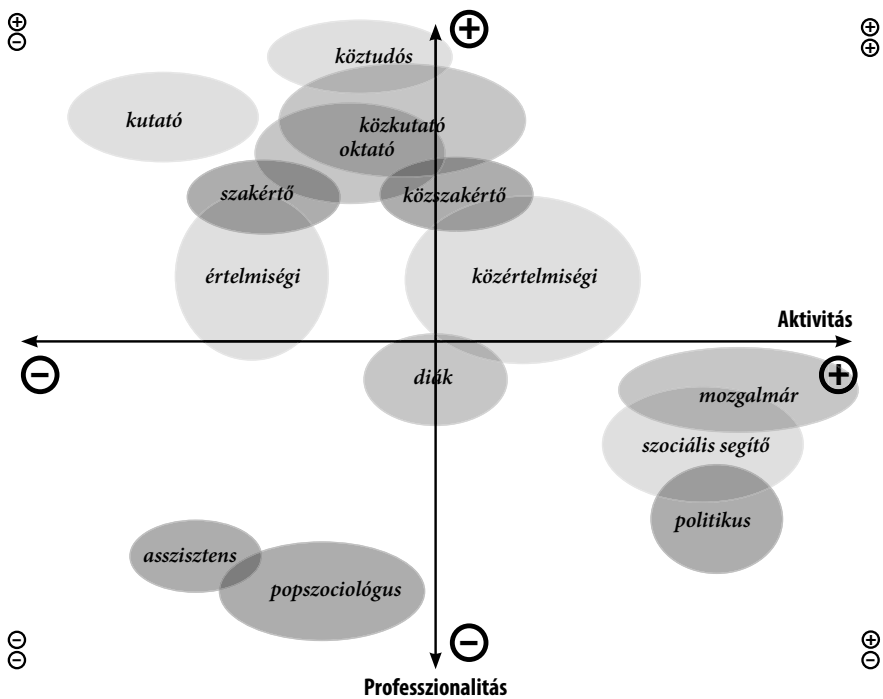 köztudós
kutató
közkutató
oktató
szakértő
közszakértő
értelmiségi
közértelmiségi
Aktivitás
diák
mozgalmár
szociális segítő
politikus
asszisztens
popszociológus
Professzionalitás